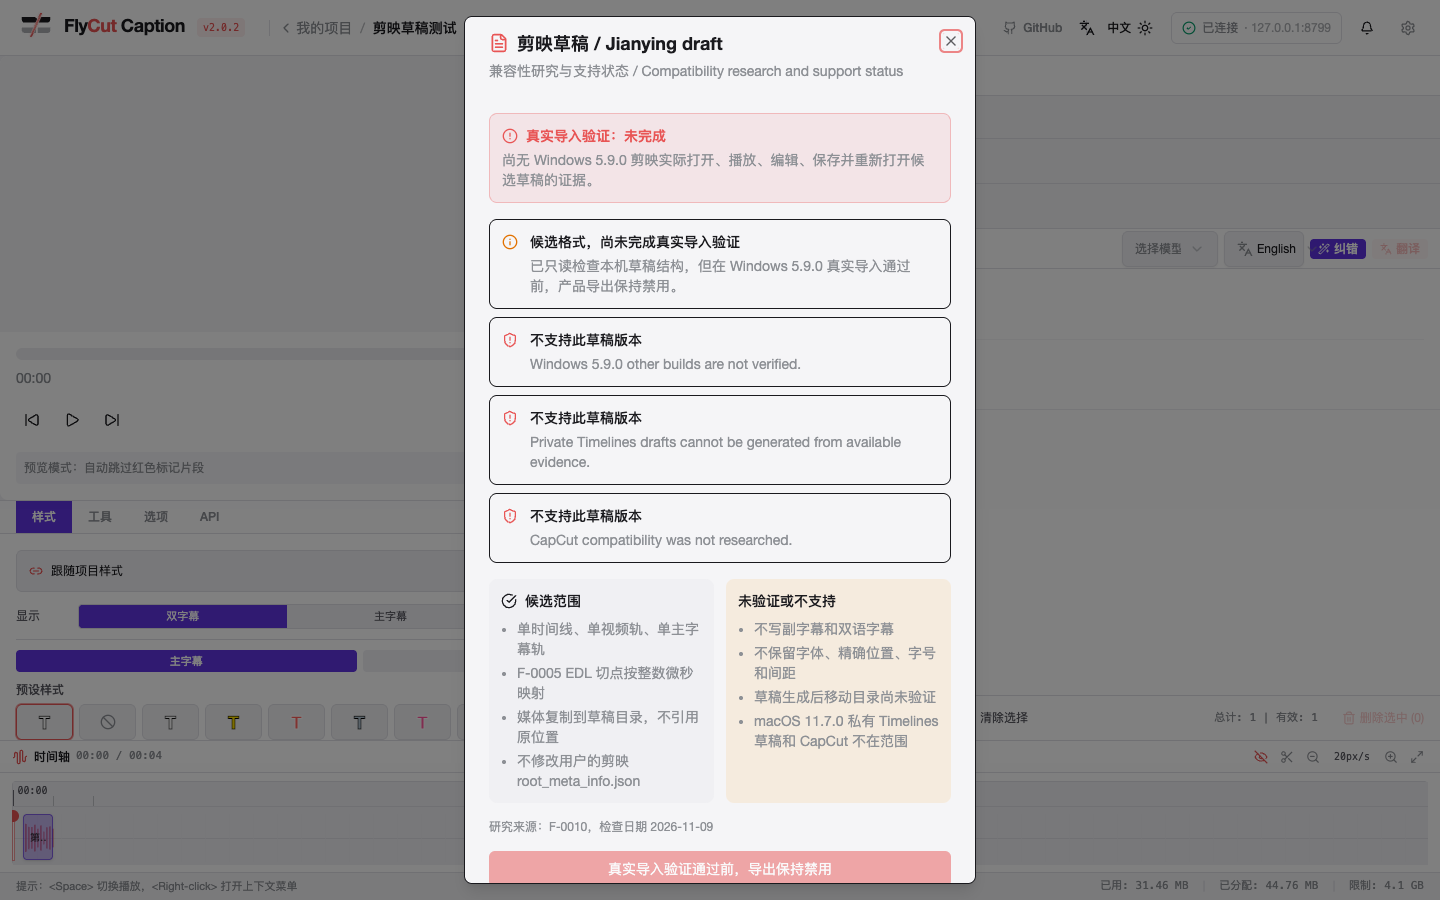 FlyCut Caption
v2.0.2
我的项目 / 剪映草稿测试
GitHub
中文
已连接 · 127.0.0.1:8799
剪映草稿 / Jianying draft
兼容性研究与支持状态 / Compatibility research and support status
真实导入验证：未完成
尚无 Windows 5.9.0 剪映实际打开、播放、编辑、保存并重新打开候
选草稿的证据。
候选格式，尚未完成真实导入验证
已只读检查本机草稿结构，但在 Windows 5.9.0 真实导入通过
前，产品导出保持禁用。
不支持此草稿版本
Windows 5.9.0 other builds are not verified.
不支持此草稿版本
Private Timelines drafts cannot be generated from available
evidence.
不支持此草稿版本
CapCut compatibility was not researched.
候选范围
单时间线、单视频轨、单主字
幕轨
F-0005 EDL 切点按整数微秒
映射
媒体复制到草稿目录，不引用
原位置
不修改用户的剪映
root_meta_info.json
未验证或不支持
不写副字幕和双语字幕
不保留字体、精确位置、字号
和间距
草稿生成后移动目录尚未验证
macOS 11.7.0 私有 Timelines
草稿和 CapCut 不在范围
研究来源：F-0010，检查日期 2026-11-09
真实导入验证通过前，导出保持禁用
选择模型
English
纠错
翻译
00:00
预览模式：自动跳过红色标记片段
样式
工具
选项
API
跟随项目样式
显示
双字幕
主字幕
主字幕
预设样式
清除选择
总计: 1 | 有效: 1
删除选中 (0)
时间轴
00:00 / 00:04
20px/s
00:00
第...
提示：<Space> 切换播放，<Right-click> 打开上下文菜单
已用: 31.46 MB
已分配: 44.76 MB
限制: 4.1 GB